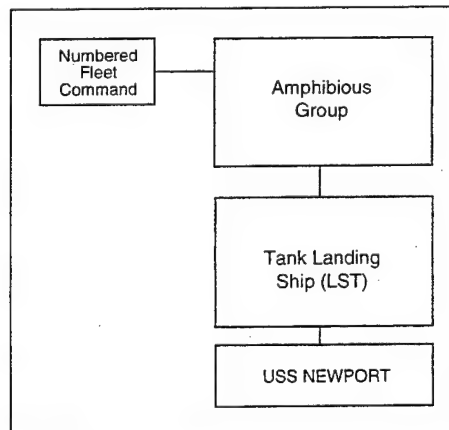 Numbered
Fleet
Command
Amphibious
Group
Tank Landing
Ship (LST)
USS NEWPORT